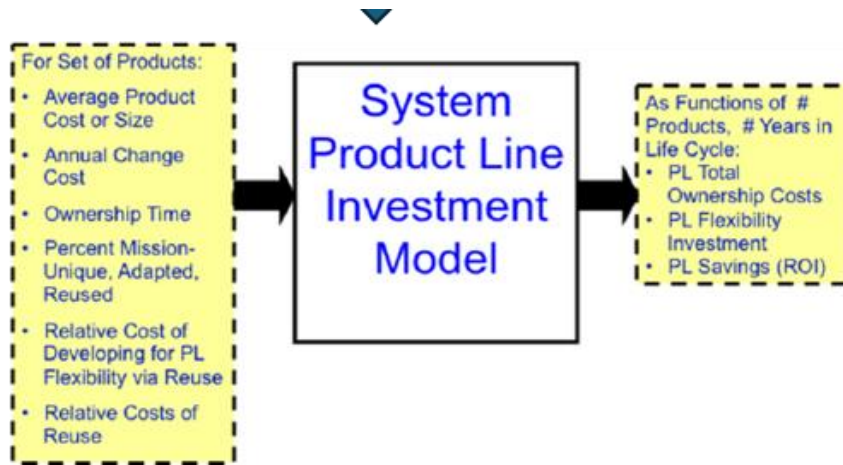 For Set of Products:
• Average Product
Cost or Size
• Annual Change
Cost
• Ownership Time
• Percent Mission-
Unique, Adapted,
Reused
• Relative Cost of
Developing for PL
Flexibility via Reuse
• Relative Costs of
Reuse
System
Product Line
Investment
Model
As Functions of #
Products, # Years in
Life Cycle:
• PL Total
Ownership Costs
• PL Flexibility
Investment
• PL Savings (ROI)